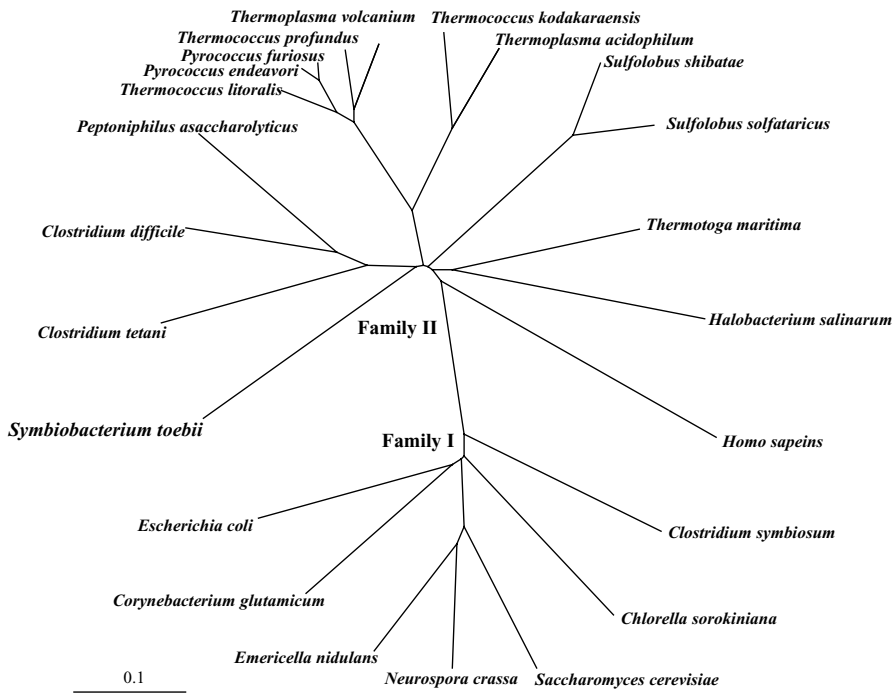 Thermoplasma volcanium
Thermococcus kodakaraensis
Thermococcus profundus
Thermoplasma acidophilum
Pyrococcus furiosus
Sulfolobus shibatae
Pyrococcus endeavori
Thermococcus litoralis
Peptoniphilus asaccharolyticus
Sulfolobus solfataricus
Thermotoga maritima
Clostridium difficile
Halobacterium salinarum
Clostridium tetani
Family II
Symbiobacterium toebii
Family I
Homo sapeins
Escherichia coli
Clostridium symbiosum
Corynebacterium glutamicum
Chlorella sorokiniana
Emericella nidulans
Neurospora crassa
Saccharomyces cerevisiae
0.1